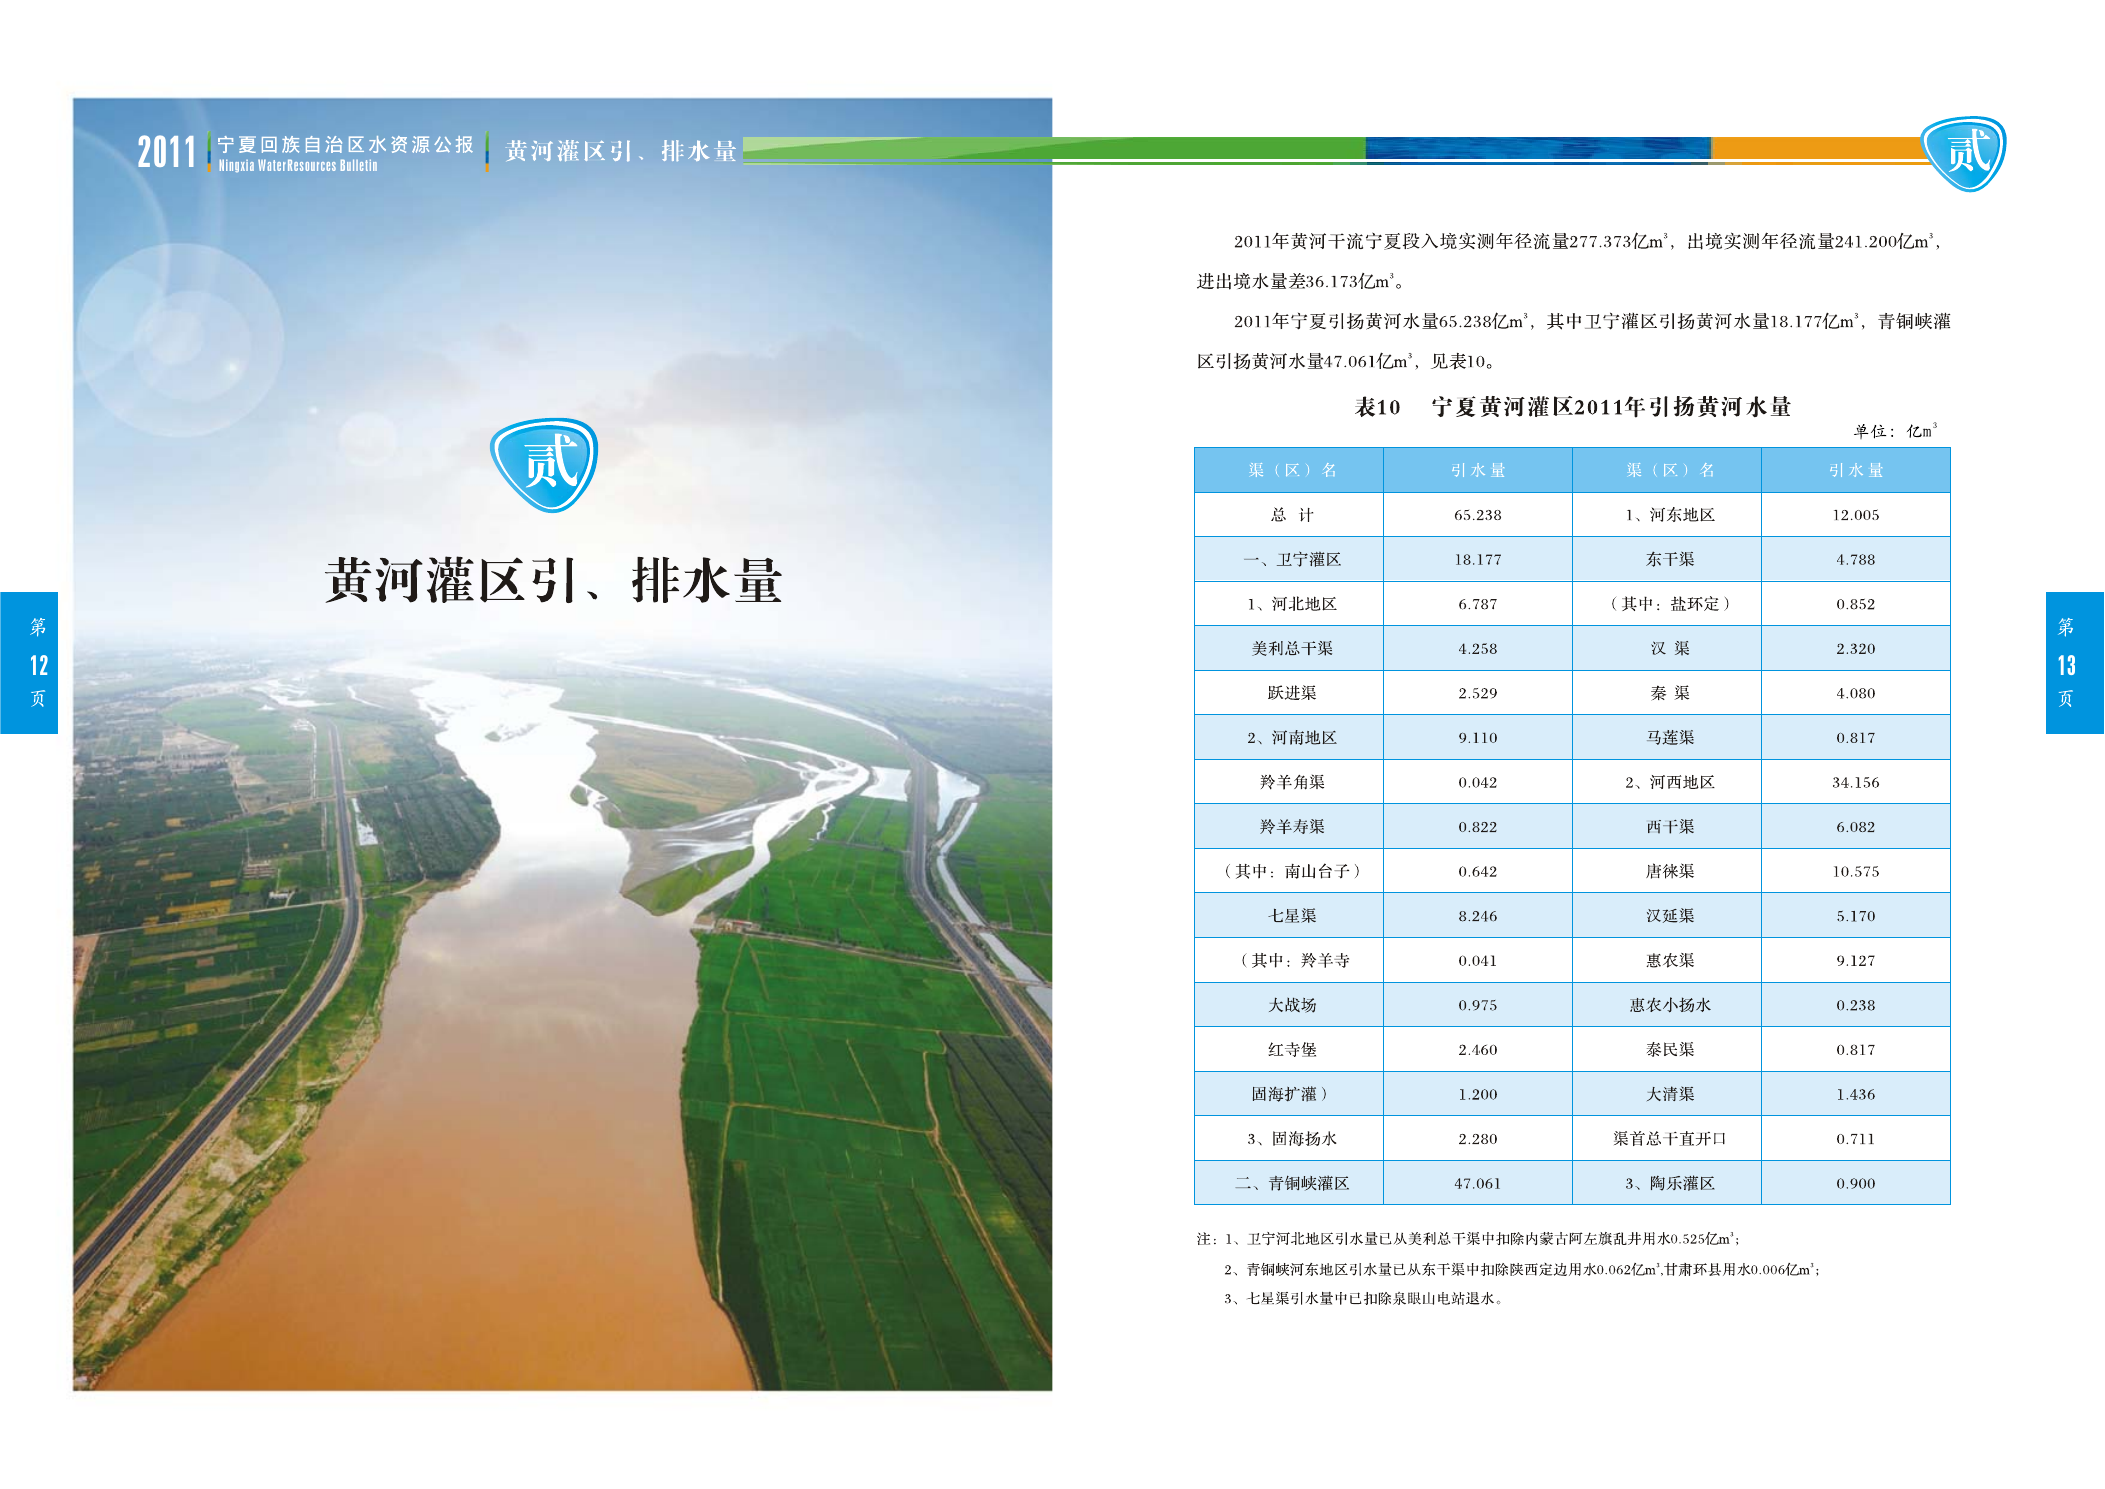 2011 宁夏回族自治区水资源公报 黄河灌区引、排水量
Ningxia WaterResources Bulletin
贰
黄河灌区引、排水量
第
12
页
贰
2011年黄河干流宁夏段入境实测年径流量277.373亿m³，出境实测年径流量241.200亿m³，
进出境水量差36.173亿m³。
2011年宁夏引扬黄河水量65.238亿m³，其中卫宁灌区引扬黄河水量18.177亿m³，青铜峡灌
区引扬黄河水量47.061亿m³，见表10。
表10 宁夏黄河灌区2011年引扬黄河水量
单位：亿m³
渠（区）名 引水量 渠（区）名 引水量
总 计 65.238 1、河东地区 12.005
一、卫宁灌区 18.177 东干渠 4.788
1、河北地区 6.787 （其中：盐环定） 0.852
美利总干渠 4.258 汉 渠 2.320
跃进渠 2.529 秦 渠 4.080
2、河南地区 9.110 马莲渠 0.817
羚羊角渠 0.042 2、河西地区 34.156
羚羊寿渠 0.822 西干渠 6.082
（其中：南山台子） 0.642 唐徕渠 10.575
七星渠 8.246 汉延渠 5.170
（其中：羚羊寺 0.041 惠农渠 9.127
大战场 0.975 惠农小扬水 0.238
红寺堡 2.460 泰民渠 0.817
固海扩灌） 1.200 大清渠 1.436
3、固海扬水 2.280 渠首总干直开口 0.711
二、青铜峡灌区 47.061 3、陶乐灌区 0.900
注：1、卫宁河北地区引水量已从美利总干渠中扣除内蒙古阿左旗乱井用水0.525亿m³；
2、青铜峡河东地区引水量已从东干渠中扣除陕西定边用水0.062亿m³,甘肃环县用水0.006亿m³；
3、七星渠引水量中已扣除泉眼山电站退水。
第
13
页